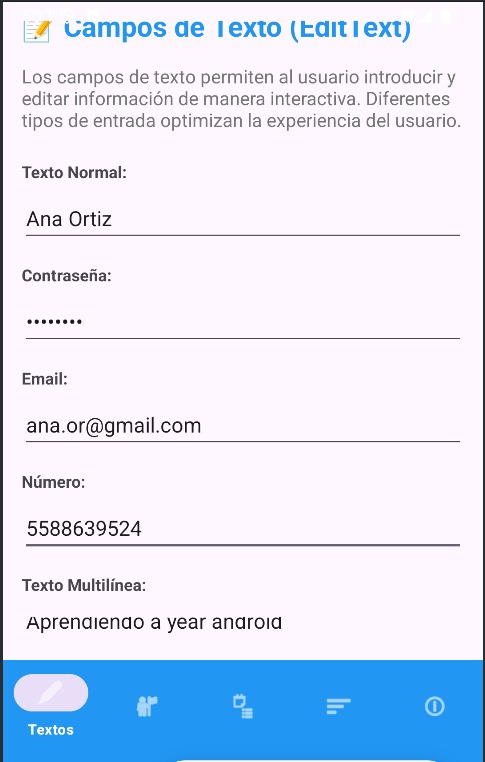 📝 Campos de Texto (EditText)
Los campos de texto permiten al usuario introducir y
editar información de manera interactiva. Diferentes
tipos de entrada optimizan la experiencia del usuario.
Texto Normal:
Ana Ortiz
Contraseña:
••••••••
Email:
ana.or@gmail.com
Número:
5588639524
Texto Multilínea:
Aprendiendo a year android
Textos